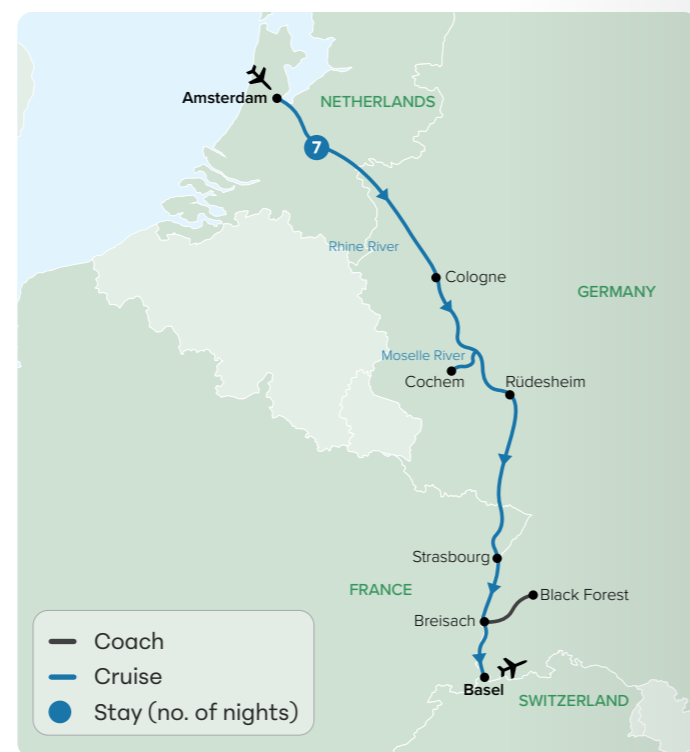 Amsterdam
NETHERLANDS
7
Rhine River
Cologne
GERMANY
Moselle River
Cochem
Rüdesheim
Strasbourg
FRANCE
Black Forest
Breisach
Basel
SWITZERLAND
Coach
Cruise
Stay (no. of nights)